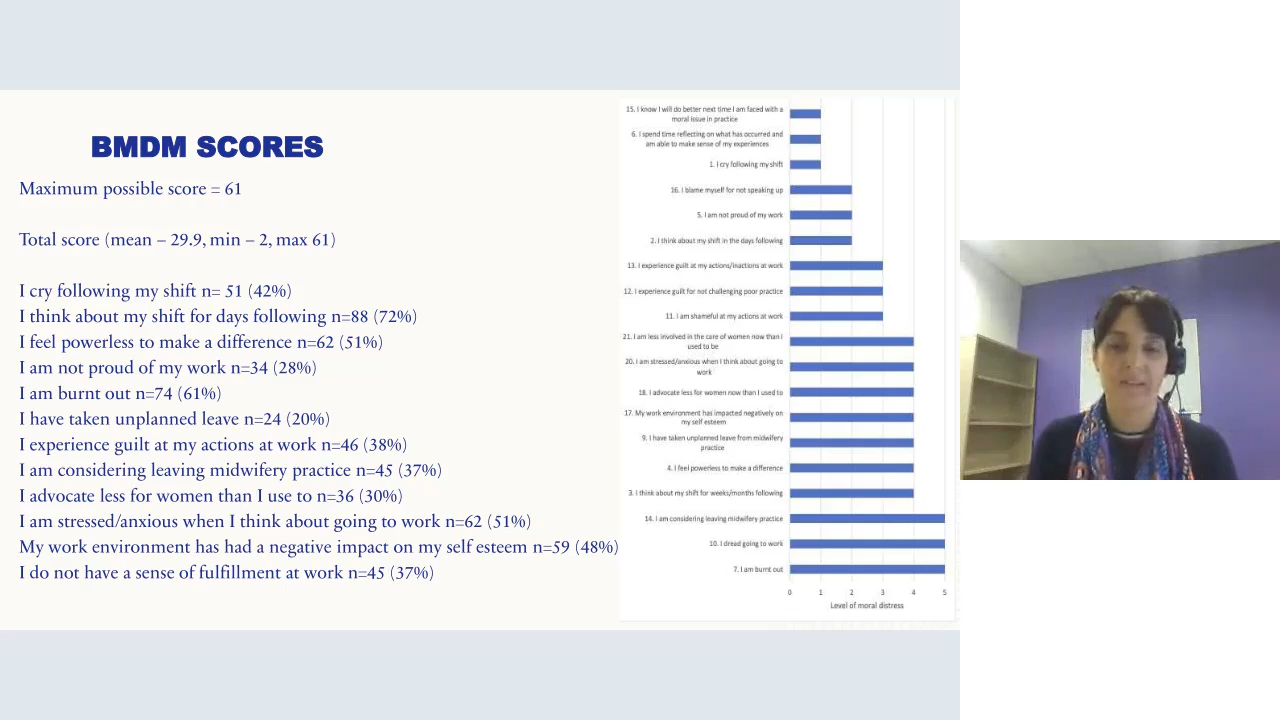 BMDM SCORES
Maximum possible score = 61
Total score (mean – 29.9, min – 2, max 61)
I cry following my shift n= 51 (42%)
I think about my shift for days following n=88 (72%)
I feel powerless to make a difference n=62 (51%)
I am not proud of my work n=34 (28%)
I am burnt out n=74 (61%)
I have taken unplanned leave n=24 (20%)
I experience guilt at my actions at work n=46 (38%)
I am considering leaving midwifery practice n=45 (37%)
I advocate less for women than I use to n=36 (30%)
I am stressed/anxious when I think about going to work n=62 (51%)
My work environment has had a negative impact on my self esteem n=59 (48%)
I do not have a sense of fulfillment at work n=45 (37%)
15. I know I will do better next time I am faced with a
moral issue in practice
6. I spend time reflecting on what has occurred and
am able to make sense of my experiences
1. I cry following my shift
16. I blame myself for not speaking up
5. I am not proud of my work
2. I think about my shift in the days following
13. I experience guilt at my actions/inactions at work
12. I experience guilt for not challenging poor practice
11. I am shameful at my actions at work
21. I am less involved in the care of women now than I
used to be
20. I am stressed/anxious when I think about going to
work
18. I advocate less for women now than I used to
17. My work environment has impacted negatively on
my self esteem
9. I have taken unplanned leave from midwifery
practice
4. I feel powerless to make a difference
3. I think about my shift for weeks/months following
14. I am considering leaving midwifery practice
10. I dread going to work
7. I am burnt out
0 1 2 3 4 5
Level of moral distress